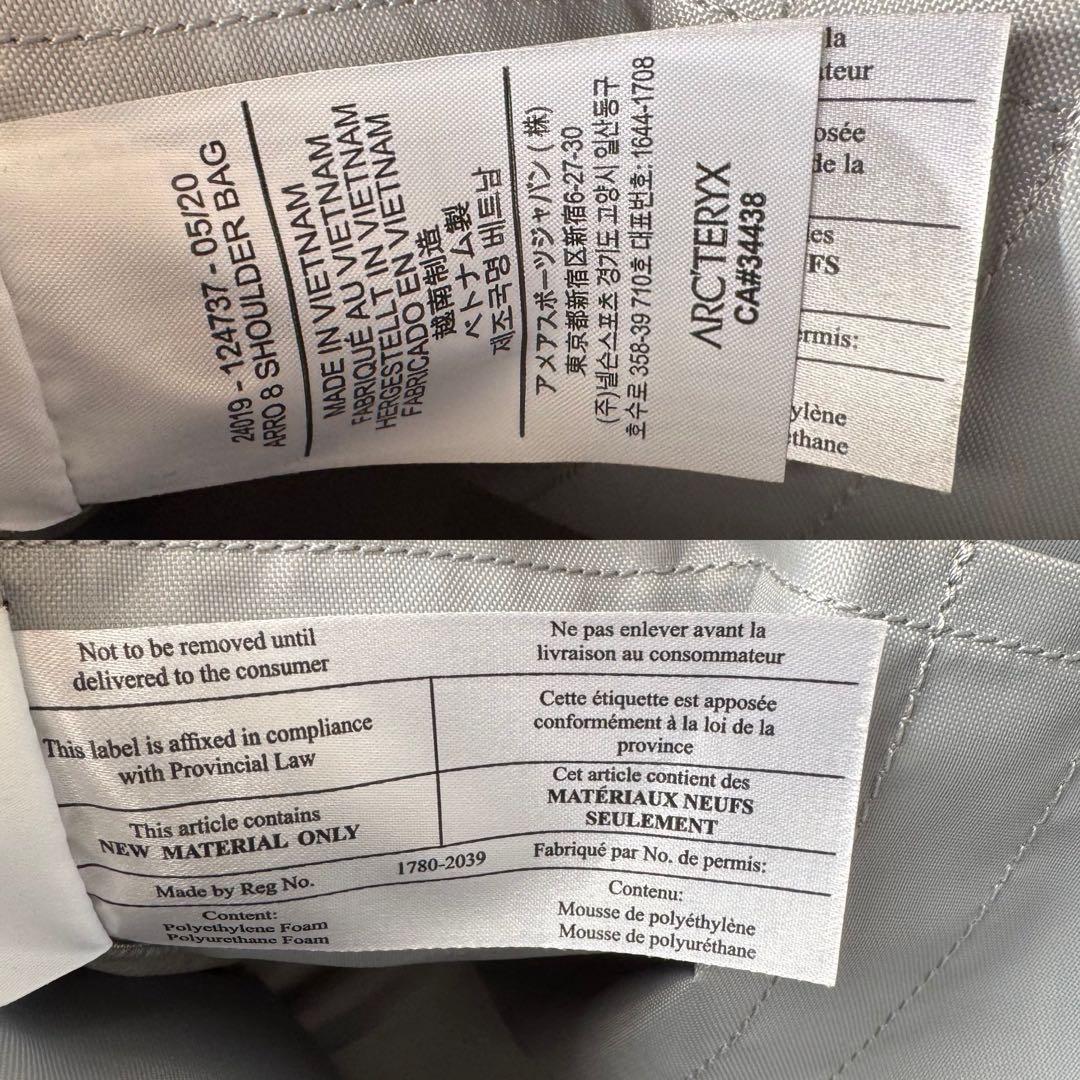 24019 - 124737 - 05/20
ARRO 8 SHOULDER BAG
MADE IN VIETNAM
FABRIQUÉ AU VIETNAM
HERGESTELLT IN VIETNAM
FABRICADO EN VIETNAM
越南制造
ベトナム製
제조국명 베트남
アメアスポーツジャパン (株)
東京都新宿区新宿6-27-30
(주)넬슨스포츠 경기도 고양시 일산동구
호수로 358-39 710호 대표번호: 1644-1708
ARC'TERYX
CA#34438
la
teur
osée
de la
es
FS
rmis:
ylène
thane
Not to be removed until
delivered to the consumer
Ne pas enlever avant la
livraison au consommateur
This label is affixed in compliance
with Provincial Law
Cette étiquette est apposée
conformément à la loi de la
province
This article contains
NEW MATERIAL ONLY
Cet article contient des
MATÉRIAUX NEUFS
SEULEMENT
Made by Reg No. 1780-2039 Fabriqué par No. de permis:
Content:
Polyethylene Foam
Polyurethane Foam
Contenu:
Mousse de polyéthylène
Mousse de polyuréthane